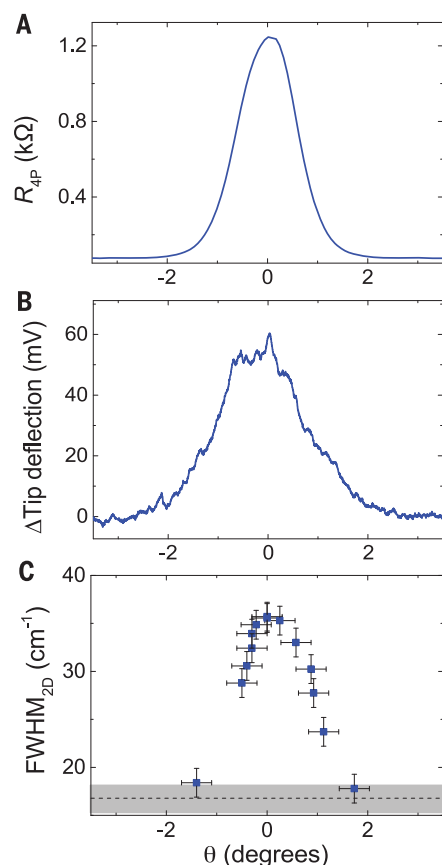 A
1.2
0.8
0.4
R4P (kΩ)
-2 0 2
B
60
40
20
0
ΔTip deflection (mV)
-2 0 2
C
40
30
20
FWHM2D (cm-1)
-2 0 2
θ (degrees)